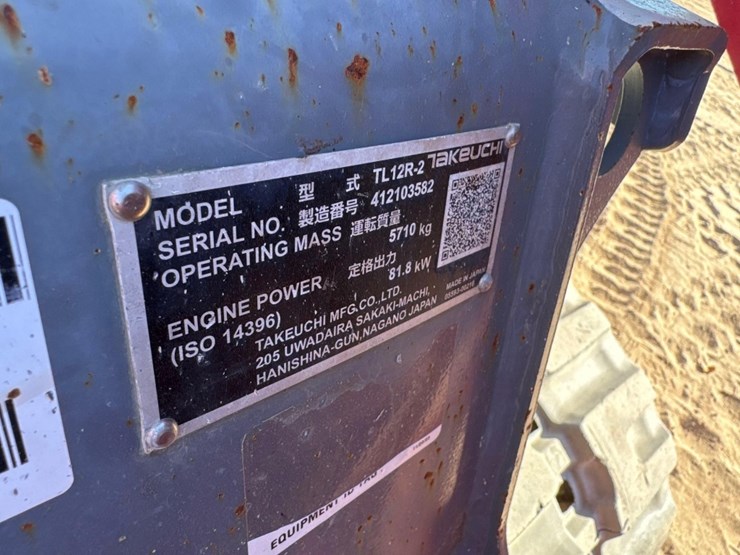 TAKEUCHI
MODEL 型 式 TL12R-2
SERIAL NO. 製造番号 412103582
OPERATING MASS 運転質量
5710 kg
ENGINE POWER 定格出力
(ISO 14396) 81.8 kW
TAKEUCHI MFG.CO.,LTD.
205 UWADAIRA SAKAKI-MACHI,
HANISHINA-GUN,NAGANO JAPAN
MADE IN JAPAN
EQUIPMENT ID TAG